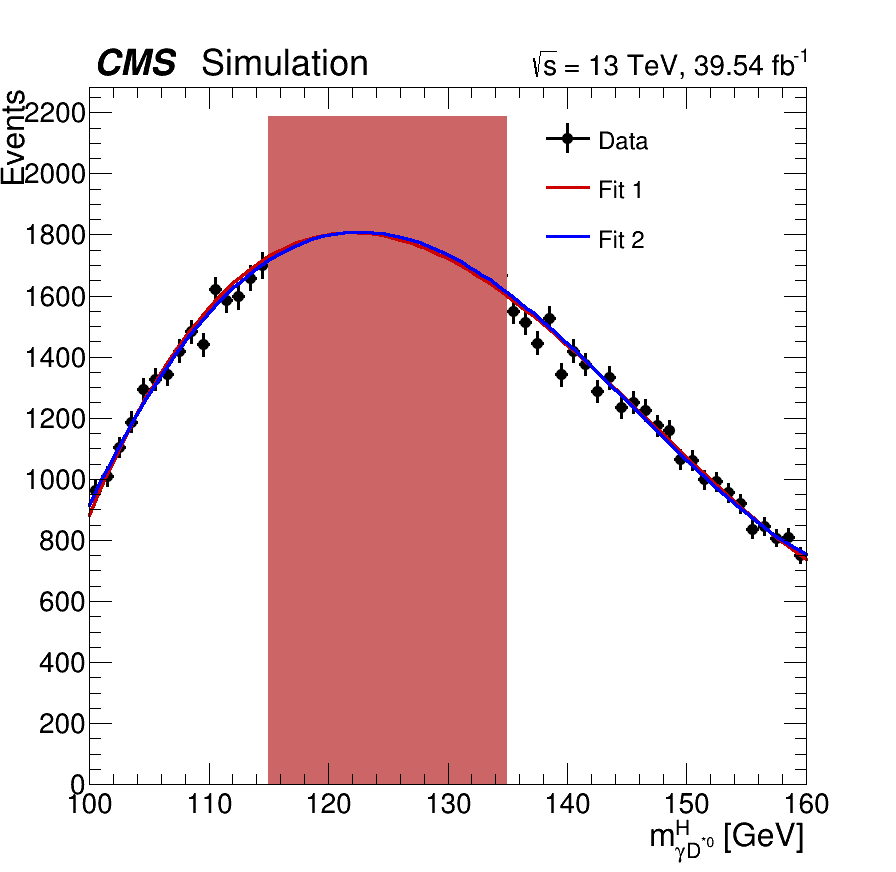 CMS Simulation √s = 13 TeV, 39.54 fb⁻¹
Events
2200
2000
1800
1600
1400
1200
1000
800
600
400
200
0
Data
Fit 1
Fit 2
100 110 120 130 140 150 160
m^H_γD*0 [GeV]